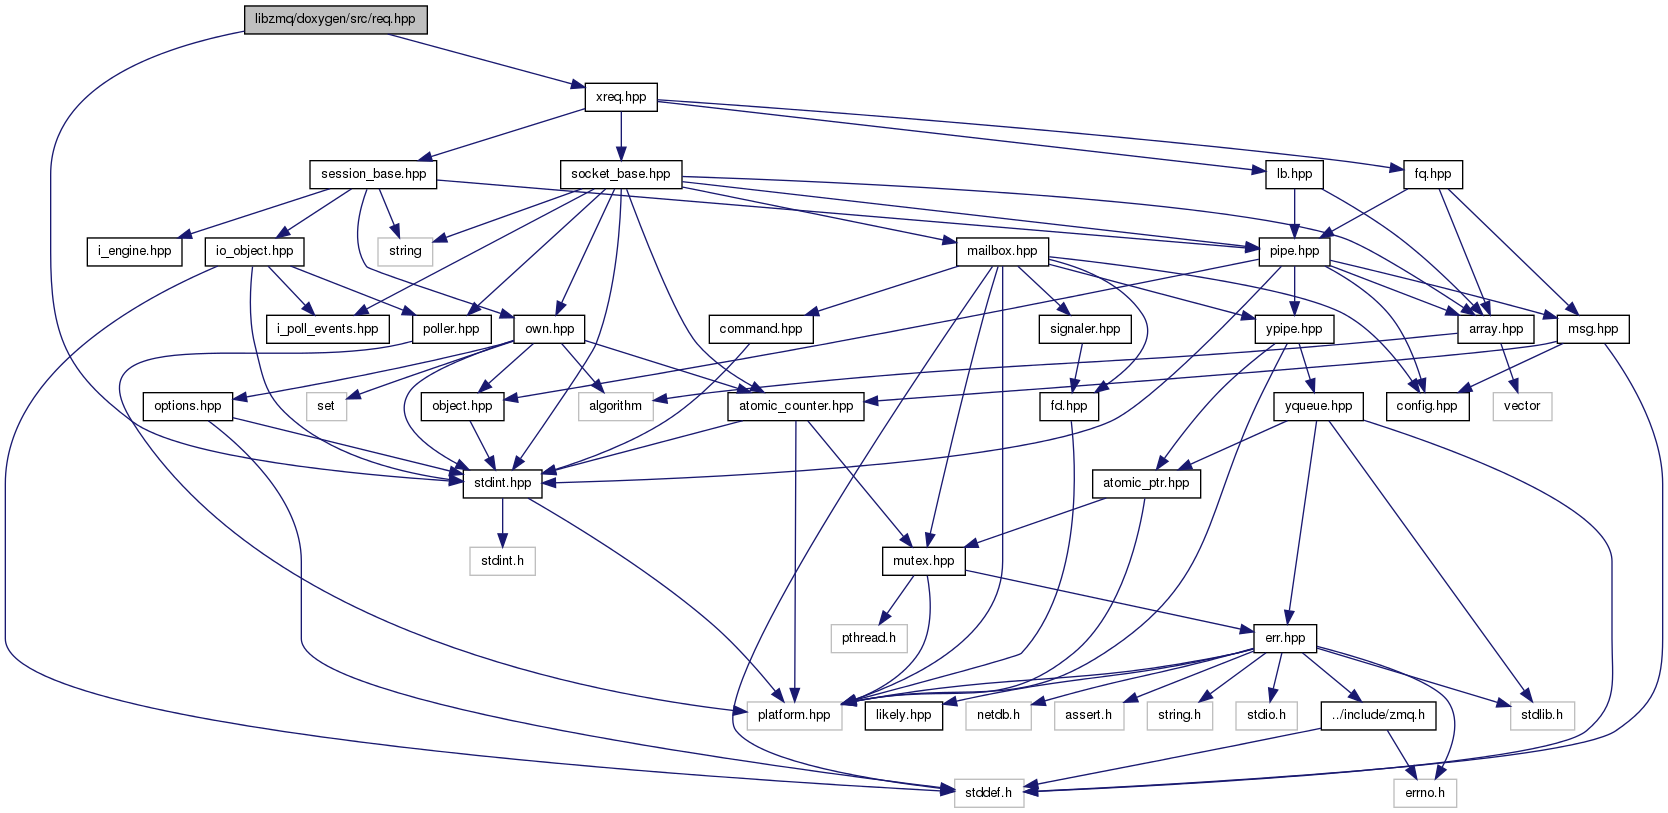 libzmq/doxygen/src/req.hpp
xreq.hpp
session_base.hpp
socket_base.hpp
lb.hpp
fq.hpp
i_engine.hpp
io_object.hpp
string
mailbox.hpp
pipe.hpp
i_poll_events.hpp
poller.hpp
own.hpp
command.hpp
signaler.hpp
ypipe.hpp
array.hpp
msg.hpp
options.hpp
set
object.hpp
algorithm
atomic_counter.hpp
fd.hpp
yqueue.hpp
config.hpp
vector
stdint.hpp
atomic_ptr.hpp
stdint.h
mutex.hpp
pthread.h
err.hpp
platform.hpp
likely.hpp
netdb.h
assert.h
string.h
stdio.h
../include/zmq.h
stdlib.h
stddef.h
errno.h